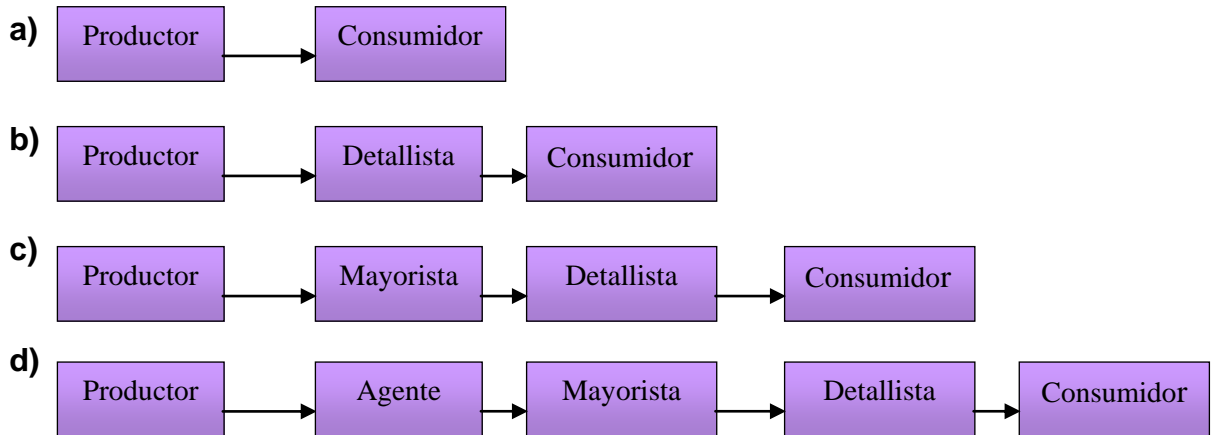 a) Productor Consumidor
b) Productor Detallista Consumidor
c) Productor Mayorista Detallista Consumidor
d) Productor Agente Mayorista Detallista Consumidor